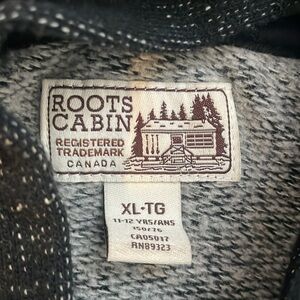 ROOTS
CABIN
REGISTERED
TRADEMARK
CANADA
XL-TG
11-12 YRS/ANS
150/76
CA05017
RN89323